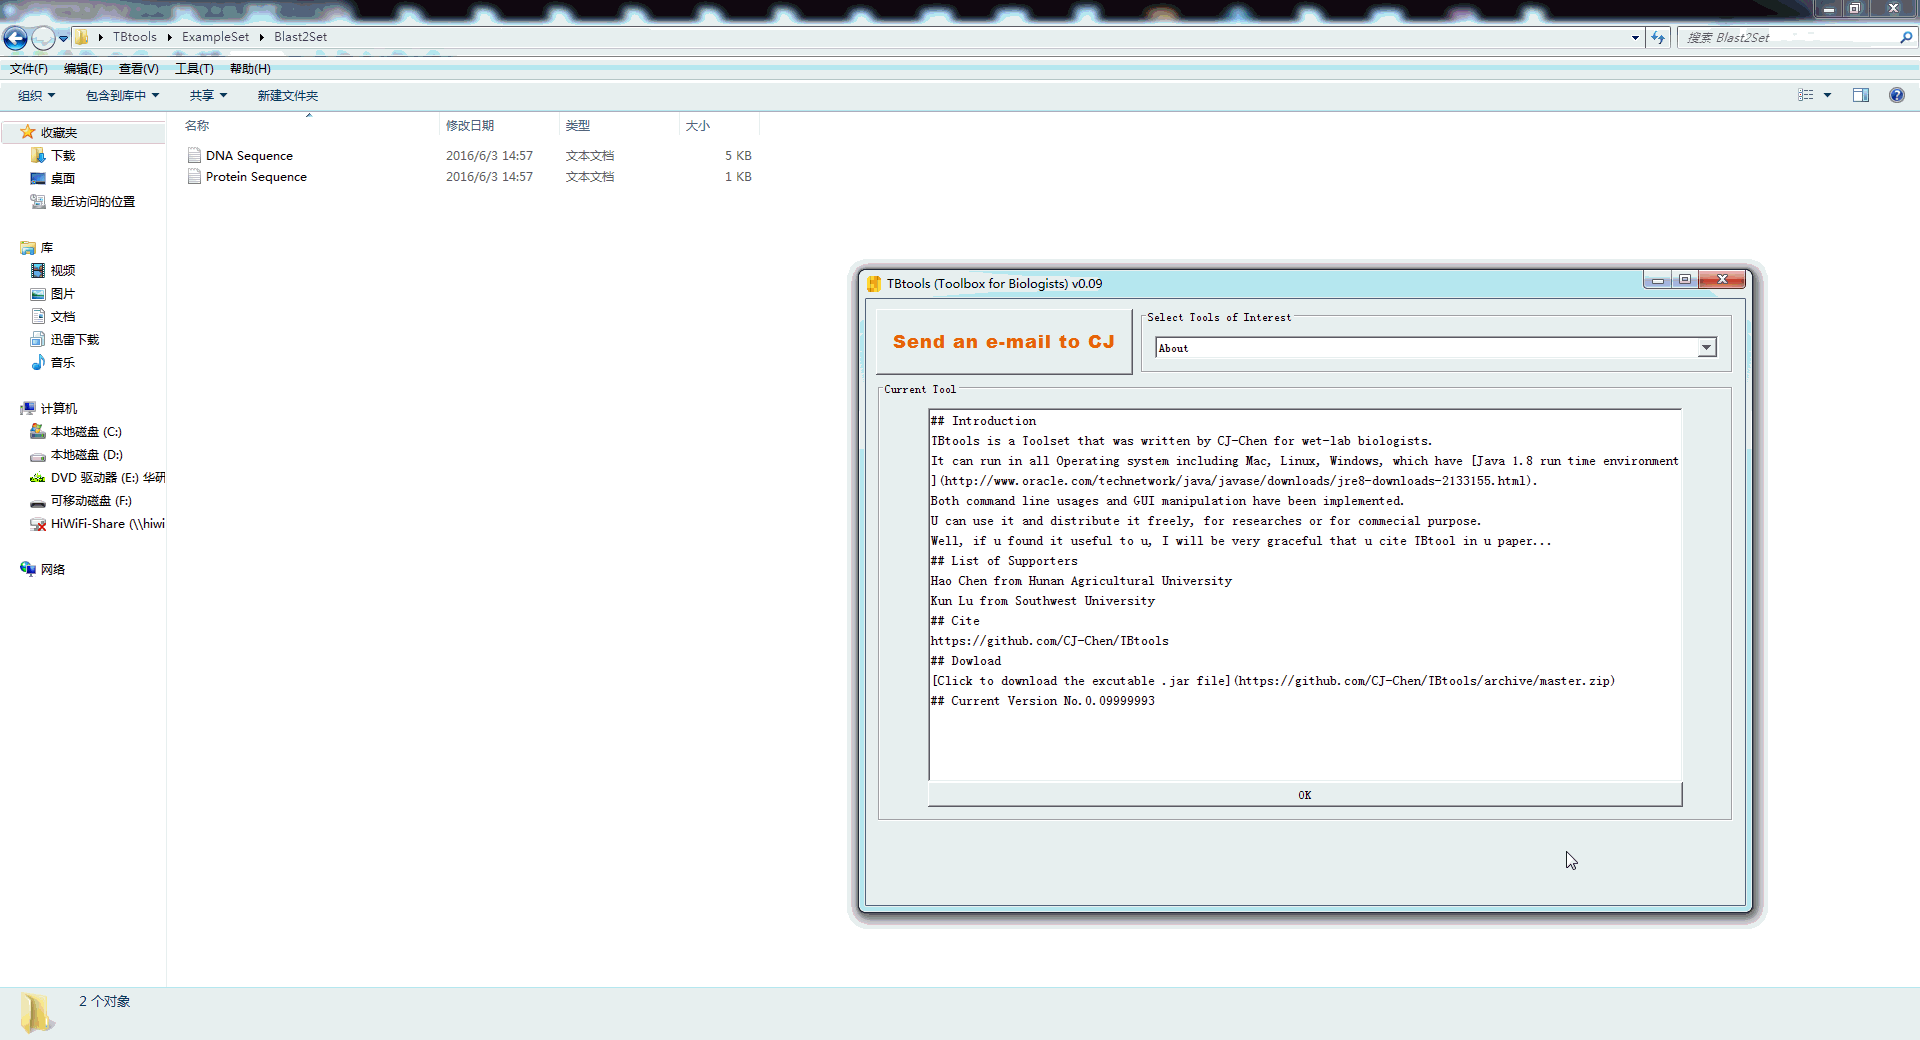 TBtools ExampleSet Blast2Set
搜索 Blast2Set
文件(F) 编辑(E) 查看(V) 工具(T) 帮助(H)
组织 包含到库中 共享 新建文件夹
收藏夹
下载
桌面
最近访问的位置
库
视频
图片
文档
迅雷下载
音乐
计算机
本地磁盘 (C:)
本地磁盘 (D:)
DVD 驱动器 (E:) 华研
可移动磁盘 (F:)
HiWiFi-Share (\\hiwi
网络
名称 修改日期 类型 大小
DNA Sequence 2016/6/3 14:57 文本文档 5 KB
Protein Sequence 2016/6/3 14:57 文本文档 1 KB
TBtools (Toolbox for Biologists) v0.09
Send an e-mail to CJ
Select Tools of Interest
About
Current Tool
## Introduction
TBtools is a Toolset that was written by CJ-Chen for wet-lab biologists.
It can run in all Operating system including Mac, Linux, Windows, which have [Java 1.8 run time environment
](http://www.oracle.com/technetwork/java/javase/downloads/jre8-downloads-2133155.html).
Both command line usages and GUI manipulation have been implemented.
U can use it and distribute it freely, for researches or for commecial purpose.
Well, if u found it useful to u, I will be very graceful that u cite TBtool in u paper...
## List of Supporters
Hao Chen from Hunan Agricultural University
Kun Lu from Southwest University
## Cite
https://github.com/CJ-Chen/TBtools
## Dowload
[Click to download the excutable .jar file](https://github.com/CJ-Chen/TBtools/archive/master.zip)
## Current Version No.0.09999993
OK
2 个对象